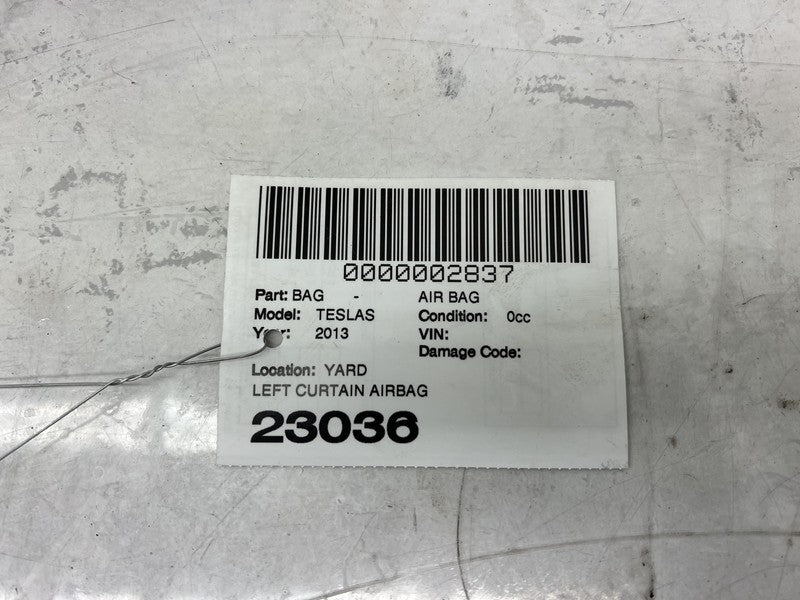 0000002837
Part: BAG - AIR BAG
Model: TESLAS Condition: 0cc
Year: 2013 VIN:
Damage Code:
Location: YARD
LEFT CURTAIN AIRBAG
23036